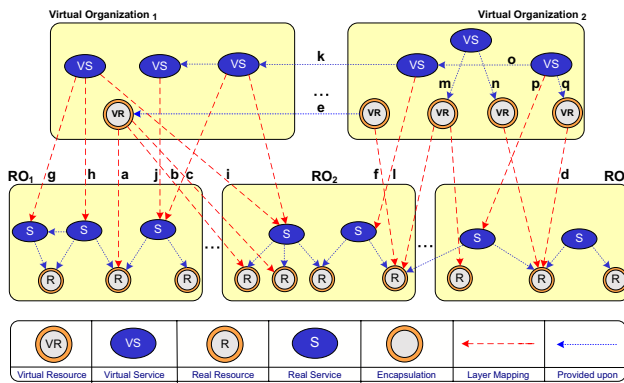 Virtual Organization 1
Virtual Organization 2
VS
VS
VS
k
VS
VS
o
VS
...
m
n
p
q
VR
e
VR
VR
VR
VR
RO1
g
h
a
j
b
c
i
RO2
f
l
d
RO
S
S
S
...
S
S
...
S
S
R
R
R
R
R
R
R
R
R
R
VR
VS
R
S
Virtual Resource
Virtual Service
Real Resource
Real Service
Encapsulation
Layer Mapping
Provided upon